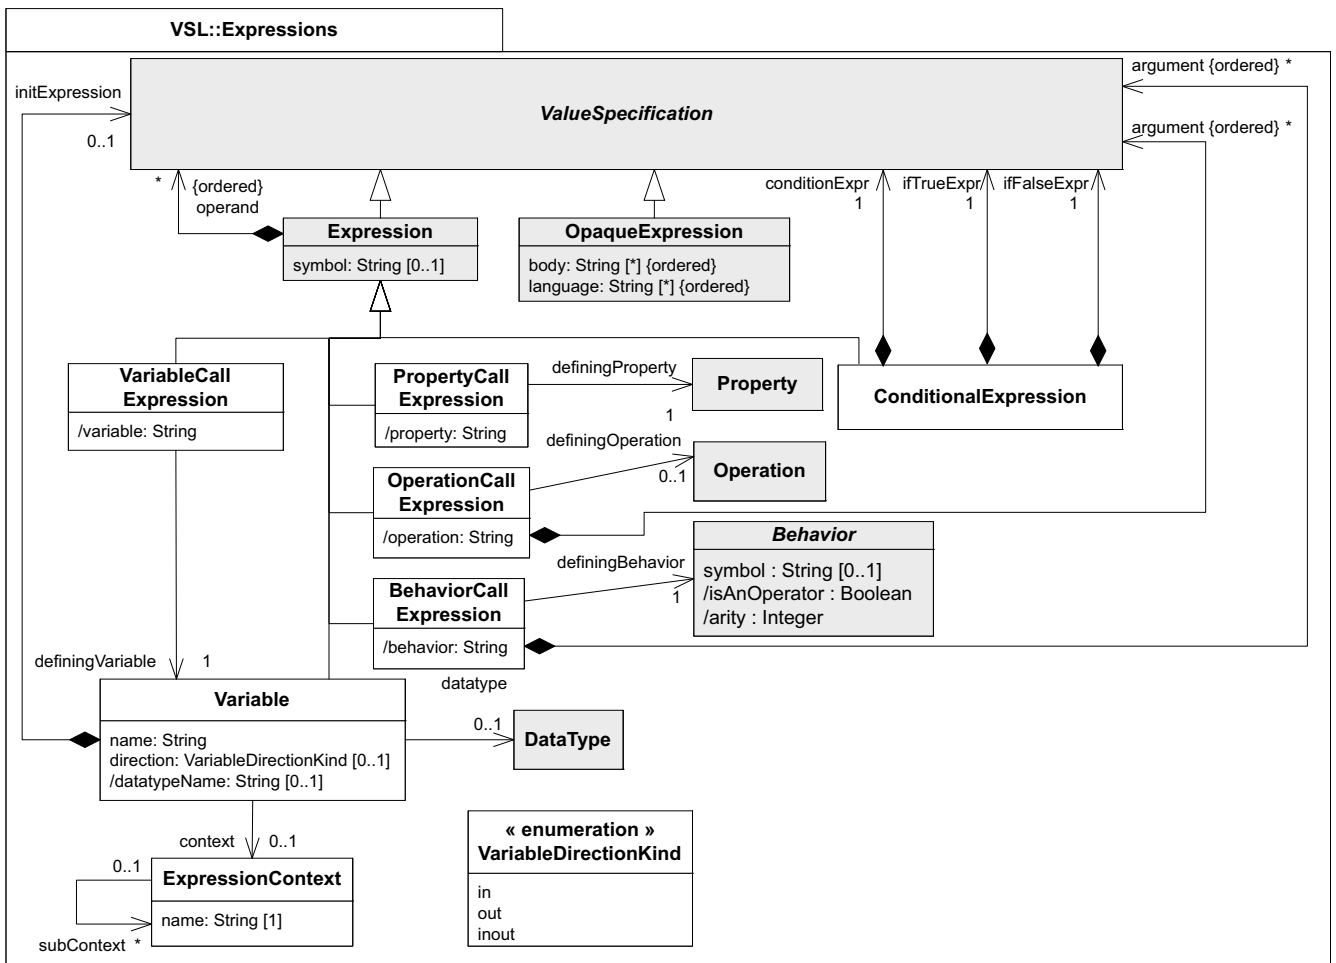 VSL::Expressions
initExpression
0..1
ValueSpecification
argument {ordered} *
argument {ordered} *
* {ordered}
operand
conditionExpr
1
ifTrueExpr
1
ifFalseExpr
1
Expression
symbol: String [0..1]
OpaqueExpression
body: String [*] {ordered}
language: String [*] {ordered}
VariableCall
Expression
/variable: String
PropertyCall
Expression
/property: String
definingProperty
1
Property
ConditionalExpression
OperationCall
Expression
/operation: String
definingOperation
0..1
Operation
BehaviorCall
Expression
/behavior: String
definingBehavior
1
Behavior
symbol : String [0..1]
/isAnOperator : Boolean
/arity : Integer
definingVariable 1
Variable
name: String
direction: VariableDirectionKind [0..1]
/datatypeName: String [0..1]
datatype
0..1
DataType
context 0..1
0..1
ExpressionContext
name: String [1]
subContext *
« enumeration »
VariableDirectionKind
in
out
inout